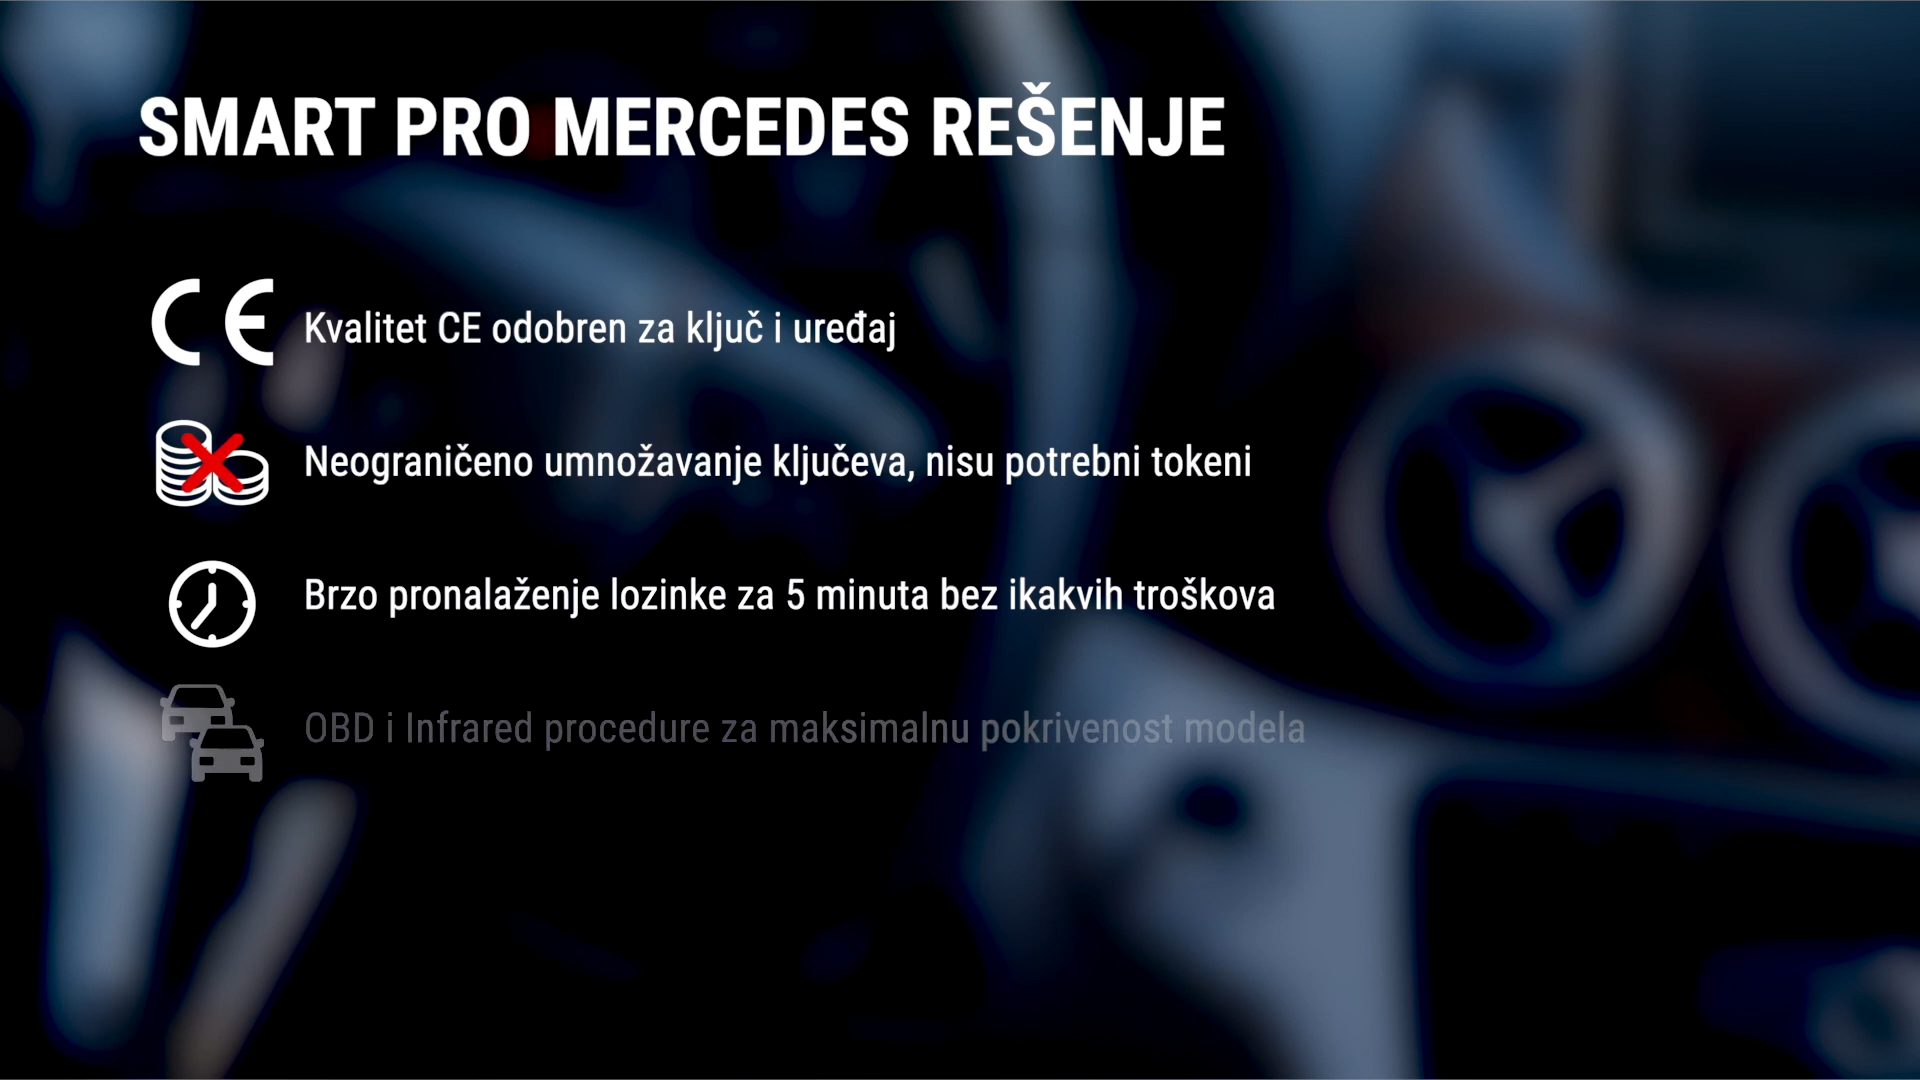 SMART PRO MERCEDES REŠENJE
CE Kvalitet CE odobren za ključ i uređaj
Neograničeno umnožavanje ključeva, nisu potrebni tokeni
Brzo pronalaženje lozinke za 5 minuta bez ikakvih troškova
OBD i Infrared procedure za maksimalnu pokrivenost modela